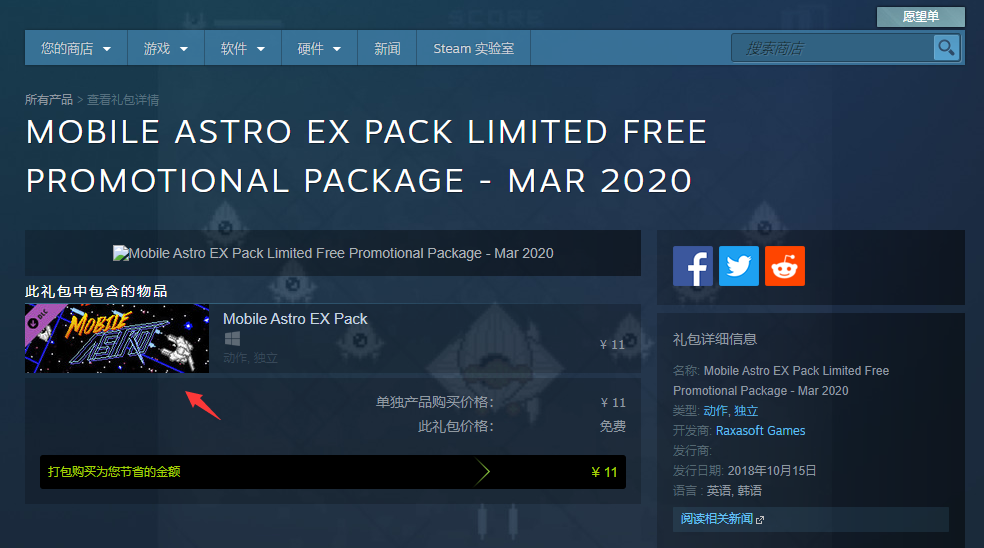 SCORE
愿望单
您的商店 游戏 软件 硬件 新闻 Steam 实验室 搜索商店
所有产品 > 查看礼包详情
MOBILE ASTRO EX PACK LIMITED FREE
PROMOTIONAL PACKAGE - MAR 2020
Mobile Astro EX Pack Limited Free Promotional Package - Mar 2020
此礼包中包含的物品
DLC
MOBILE
ASTRO
Mobile Astro EX Pack
¥ 11
动作, 独立
单独产品购买价格: ¥ 11
此礼包价格: 免费
打包购买为您节省的金额 ¥ 11
礼包详细信息
名称: Mobile Astro EX Pack Limited Free
Promotional Package - Mar 2020
类型: 动作, 独立
开发商: Raxasoft Games
发行商:
发行日期: 2018年10月15日
语言 : 英语, 韩语
阅读相关新闻